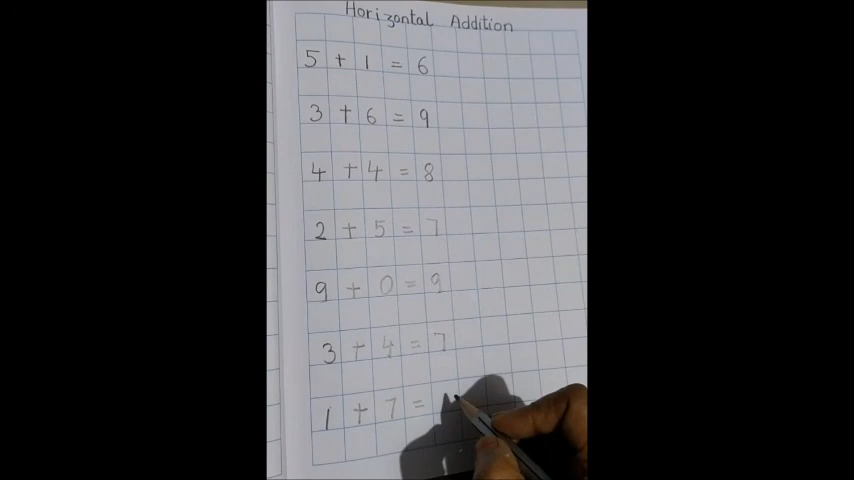 Horizontal Addition
5 + 1 = 6
3 + 6 = 9
4 + 4 = 8
2 + 5 = 7
9 + 0 = 9
3 + 4 = 7
1 + 7 =